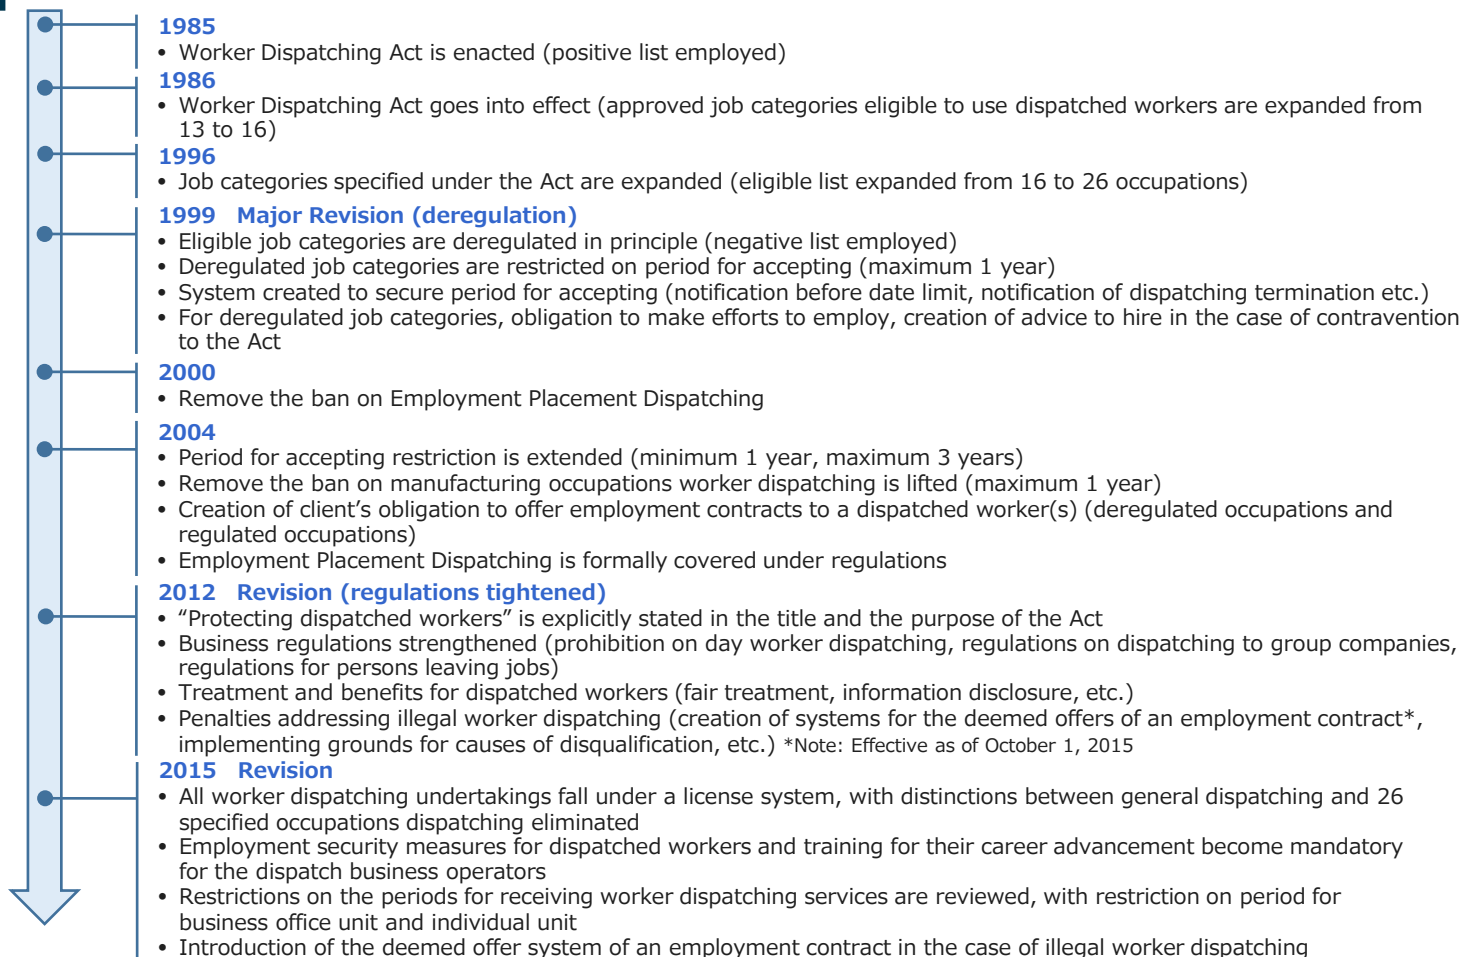 1985
• Worker Dispatching Act is enacted (positive list employed)
1986
• Worker Dispatching Act goes into effect (approved job categories eligible to use dispatched workers are expanded from
13 to 16)
1996
• Job categories specified under the Act are expanded (eligible list expanded from 16 to 26 occupations)
1999 Major Revision (deregulation)
• Eligible job categories are deregulated in principle (negative list employed)
• Deregulated job categories are restricted on period for accepting (maximum 1 year)
• System created to secure period for accepting (notification before date limit, notification of dispatching termination etc.)
• For deregulated job categories, obligation to make efforts to employ, creation of advice to hire in the case of contravention
to the Act
2000
• Remove the ban on Employment Placement Dispatching
2004
• Period for accepting restriction is extended (minimum 1 year, maximum 3 years)
• Remove the ban on manufacturing occupations worker dispatching is lifted (maximum 1 year)
• Creation of client’s obligation to offer employment contracts to a dispatched worker(s) (deregulated occupations and
regulated occupations)
• Employment Placement Dispatching is formally covered under regulations
2012 Revision (regulations tightened)
• “Protecting dispatched workers” is explicitly stated in the title and the purpose of the Act
• Business regulations strengthened (prohibition on day worker dispatching, regulations on dispatching to group companies,
regulations for persons leaving jobs)
• Treatment and benefits for dispatched workers (fair treatment, information disclosure, etc.)
• Penalties addressing illegal worker dispatching (creation of systems for the deemed offers of an employment contract*,
implementing grounds for causes of disqualification, etc.) *Note: Effective as of October 1, 2015
2015 Revision
• All worker dispatching undertakings fall under a license system, with distinctions between general dispatching and 26
specified occupations dispatching eliminated
• Employment security measures for dispatched workers and training for their career advancement become mandatory
for the dispatch business operators
• Restrictions on the periods for receiving worker dispatching services are reviewed, with restriction on period for
business office unit and individual unit
• Introduction of the deemed offer system of an employment contract in the case of illegal worker dispatching